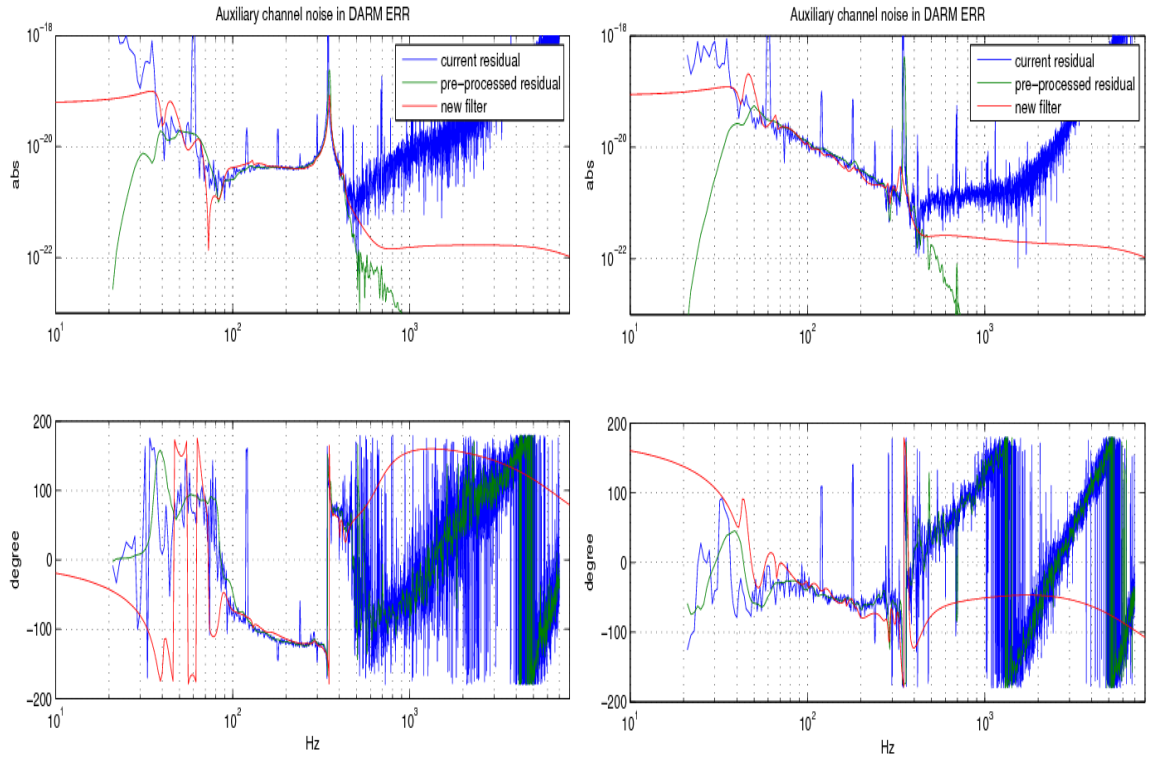 Auxiliary channel noise in DARM ERR
10^-18
10^-20
10^-22
abs
current residual
pre-processed residual
new filter
10^1
10^2
10^3
Auxiliary channel noise in DARM ERR
10^-18
10^-20
10^-22
abs
current residual
pre-processed residual
new filter
10^1
10^2
10^3
200
100
0
-100
-200
degree
10^1
10^2
10^3
Hz
200
100
0
-100
-200
degree
10^1
10^2
10^3
Hz